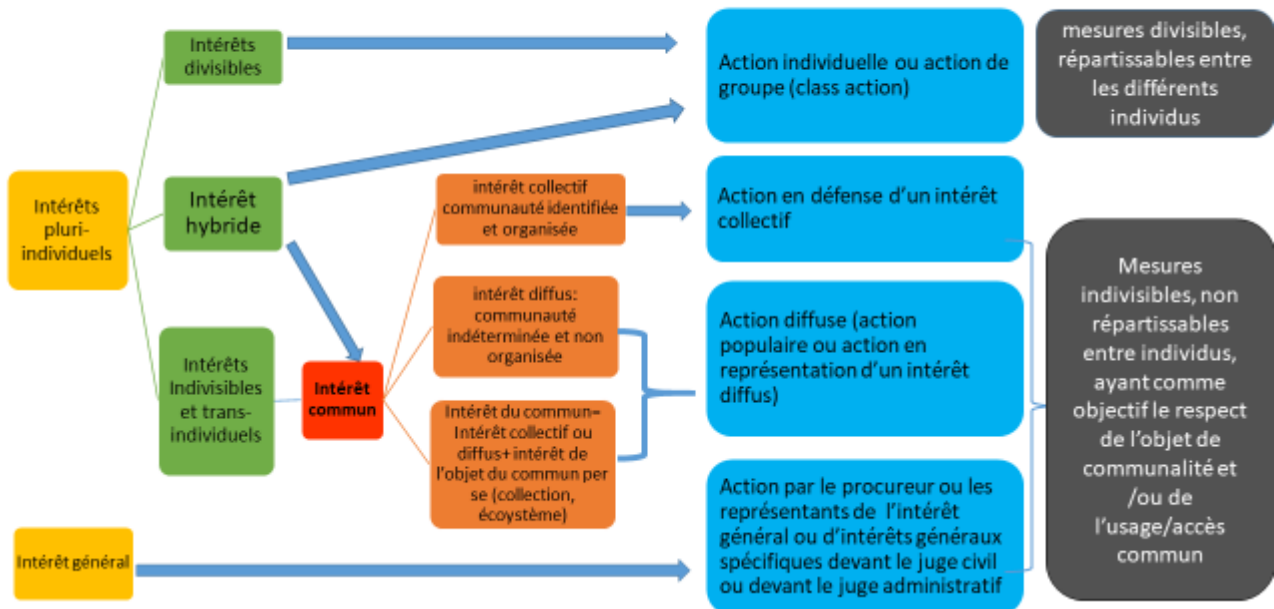 Intérêts
pluri-
individuels
Intérêt général
Intérêts
divisibles
Intérêt
hybride
Intérêts
Indivisibles
et trans-
individuels
Intérêt
commun
intérêt collectif
communauté identifiée
et organisée
intérêt diffus:
communauté
indéterminée et non
organisée
Intérêt du commun=
Intérêt collectif ou
diffus+ intérêt de
l'objet du commun per
se (collection,
écoystème)
Action individuelle ou action de
groupe (class action)
Action en défense d'un intérêt
collectif
Action diffuse (action
populaire ou action en
représentation d'un intérêt
diffus)
Action par le procureur ou les
représentants de l'intérêt
général ou d'intérêts généraux
spécifiques devant le juge civil
ou devant le juge administratif
mesures divisibles,
répartissables entre
les différents
individus
Mesures
indivisibles, non
répartissables
entre individus,
ayant comme
objectif le respect
de l'objet de
communalité et
/ou de
l'usage/accès
commun